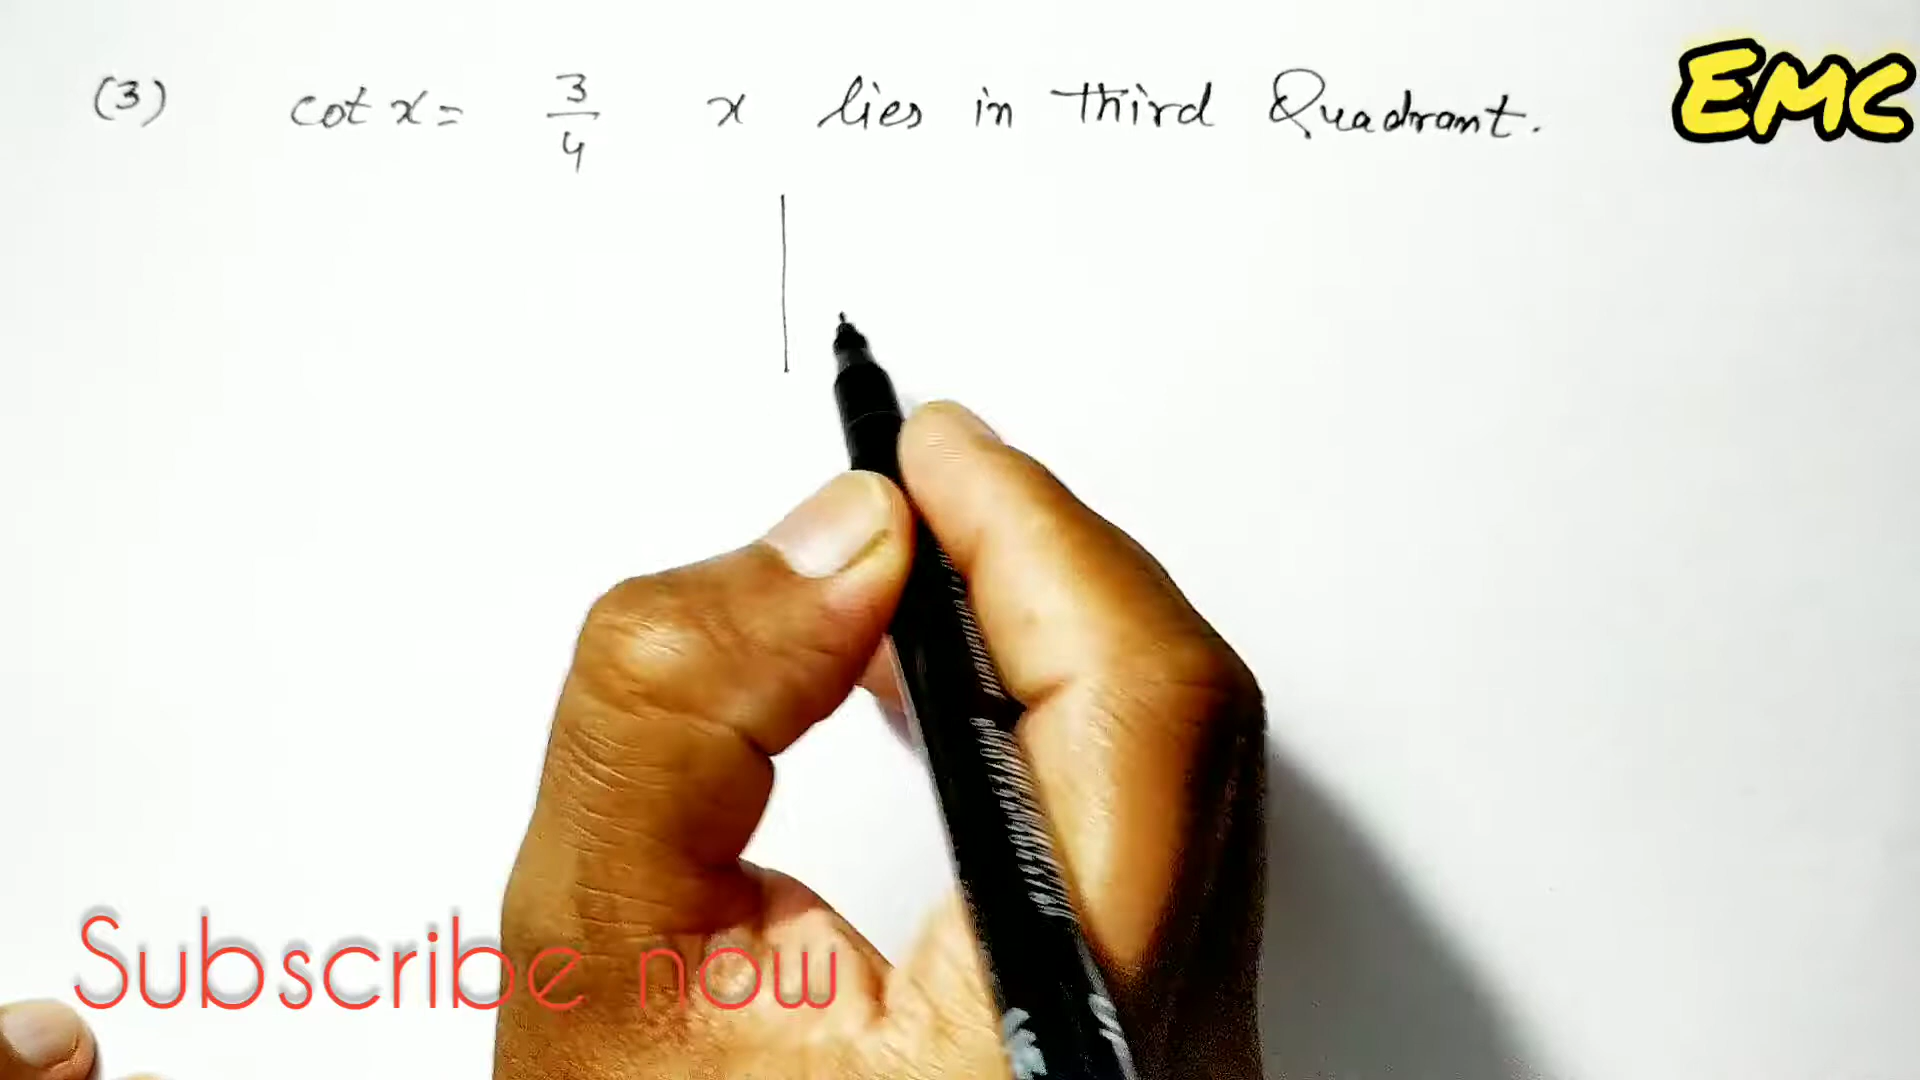 (3) cot x = 3/4 x lies in third Quadrant.
EMC
Subscribe now